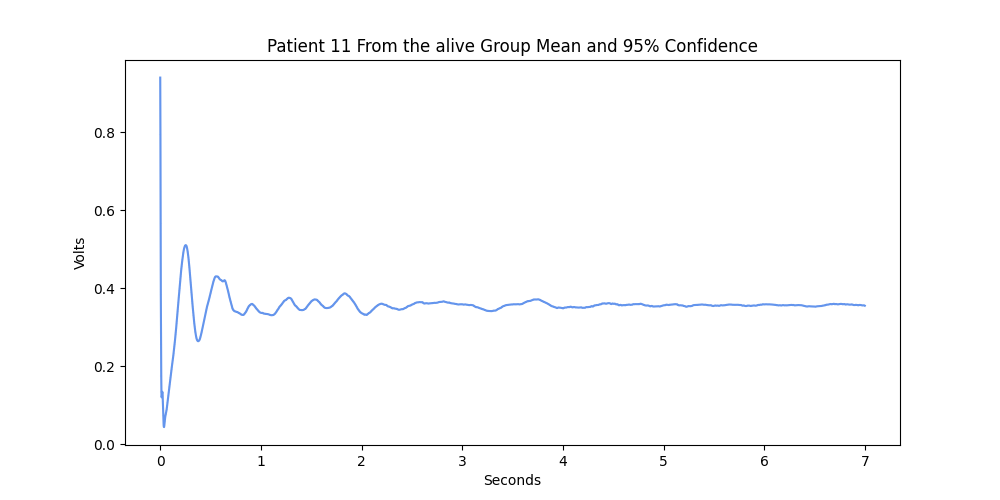 Patient 11 From the alive Group Mean and 95% Confidence
Volts
0.8
0.6
0.4
0.2
0.0
0 1 2 3 4 5 6 7
Seconds